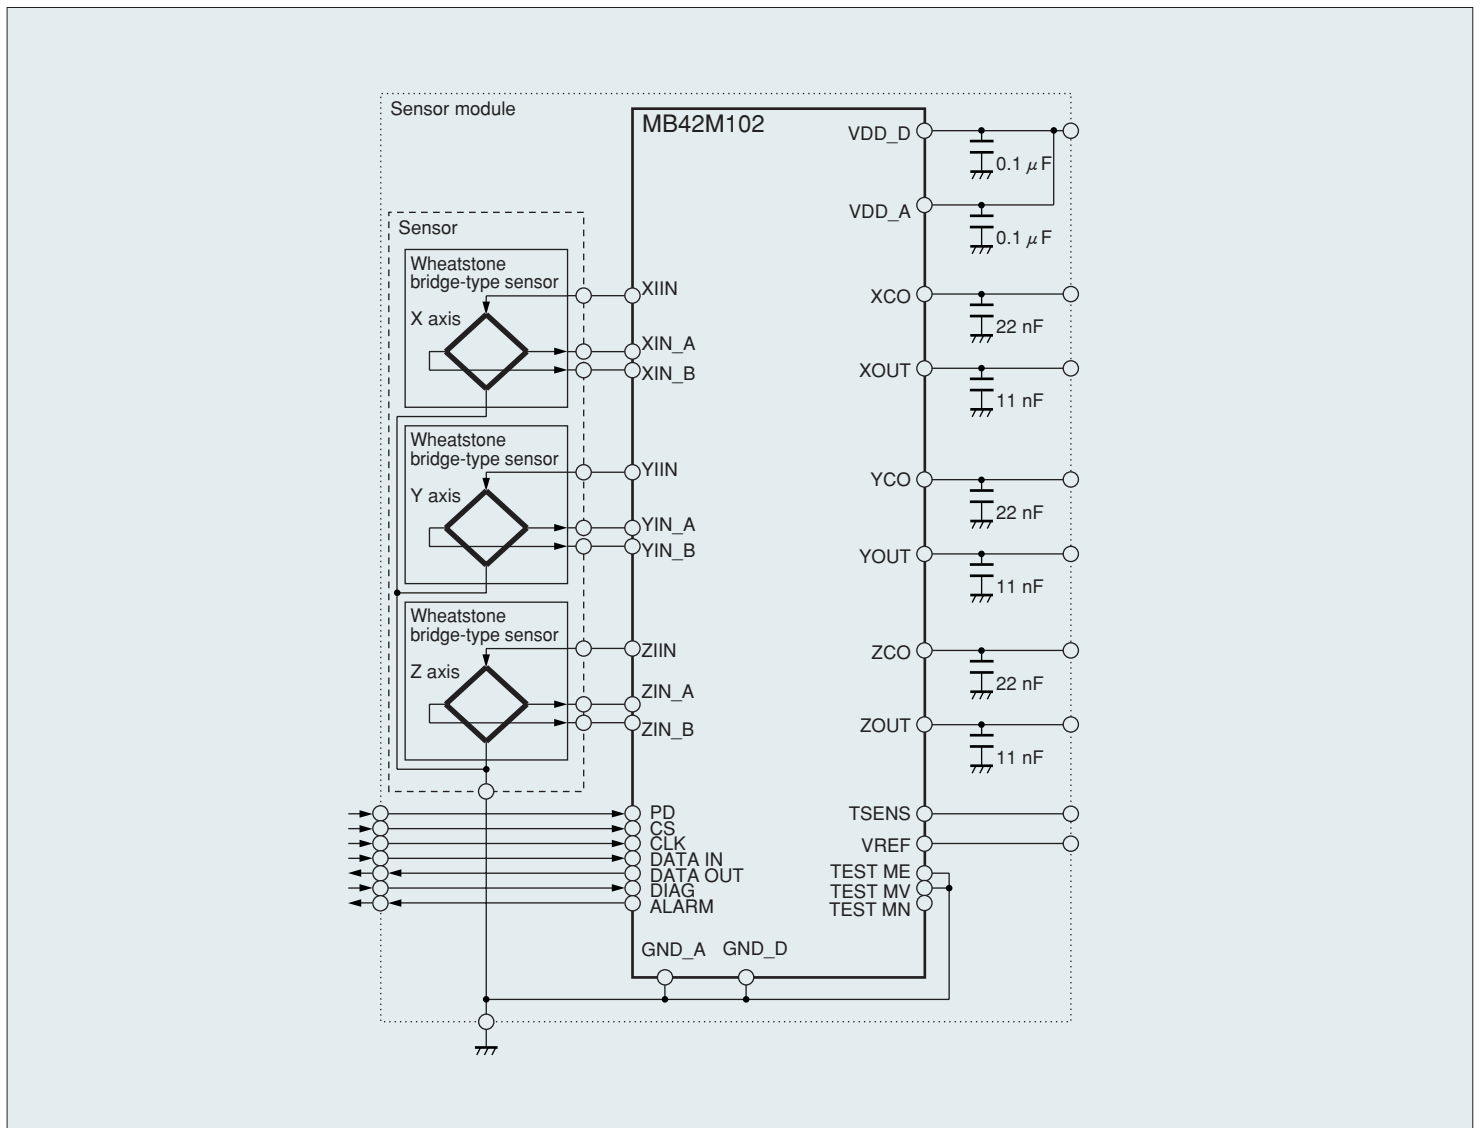 Sensor module
MB42M102
VDD_D
0.1 μF
VDD_A
0.1 μF
Sensor
Wheatstone
bridge-type sensor
X axis
XIIN
XIN_A
XIN_B
XCO
22 nF
XOUT
11 nF
Wheatstone
bridge-type sensor
Y axis
YIIN
YIN_A
YIN_B
YCO
22 nF
YOUT
11 nF
Wheatstone
bridge-type sensor
Z axis
ZIIN
ZIN_A
ZIN_B
ZCO
22 nF
ZOUT
11 nF
PD
CS
CLK
DATA IN
DATA OUT
DIAG
ALARM
TSENS
VREF
TEST ME
TEST MV
TEST MN
GND_A
GND_D